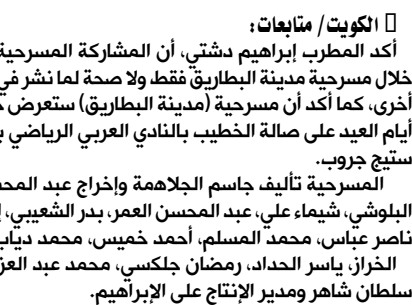 الكويت/ متابعات:
أكد المطرب إبراهيم دشتي، أن المشاركة المسرحية
خلال مسرحية مدينة البطاريق فقط ولا صحة لما نشر في
أخرى، كما أكد أن مسرحية (مدينة البطاريق) ستعرض
أيام العيد على صالة الخطيب بالنادي العربي الرياضي
ستيج جروب.
المسرحية تأليف جاسم الجلاهمة وإخراج عبد
البلوشي، شيماء علي، عبد المحسن العمر، بدر الشعيبي،
ناصر عباس، محمد المسلم، أحمد خميس، محمد دياب
الخراز، ياسر الحداد، رمضان جلكسي، محمد عبد
سلطان شاهر ومدير الإنتاج علي الإبراهيم.